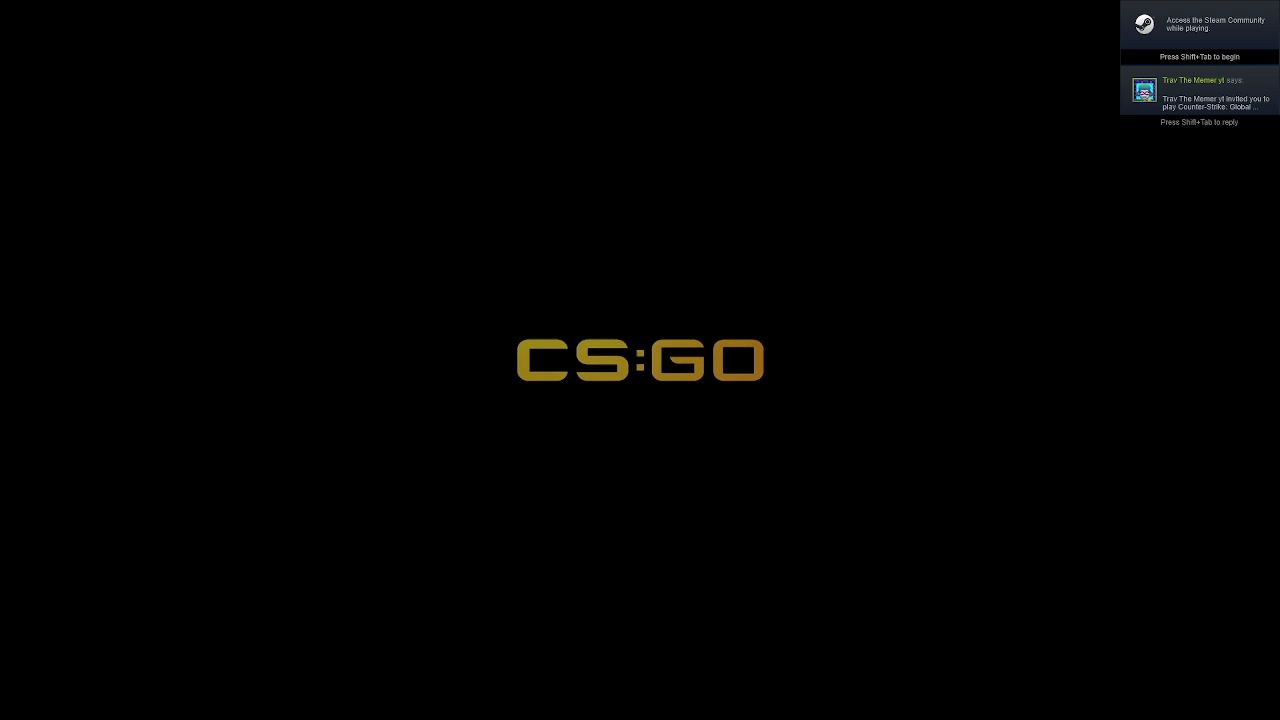 Access the Steam Community
while playing.
Press Shift+Tab to begin
Trav The Memer yt says:
Trav The Memer yt invited you to
play Counter-Strike: Global ...
Press Shift+Tab to reply
CS:GO